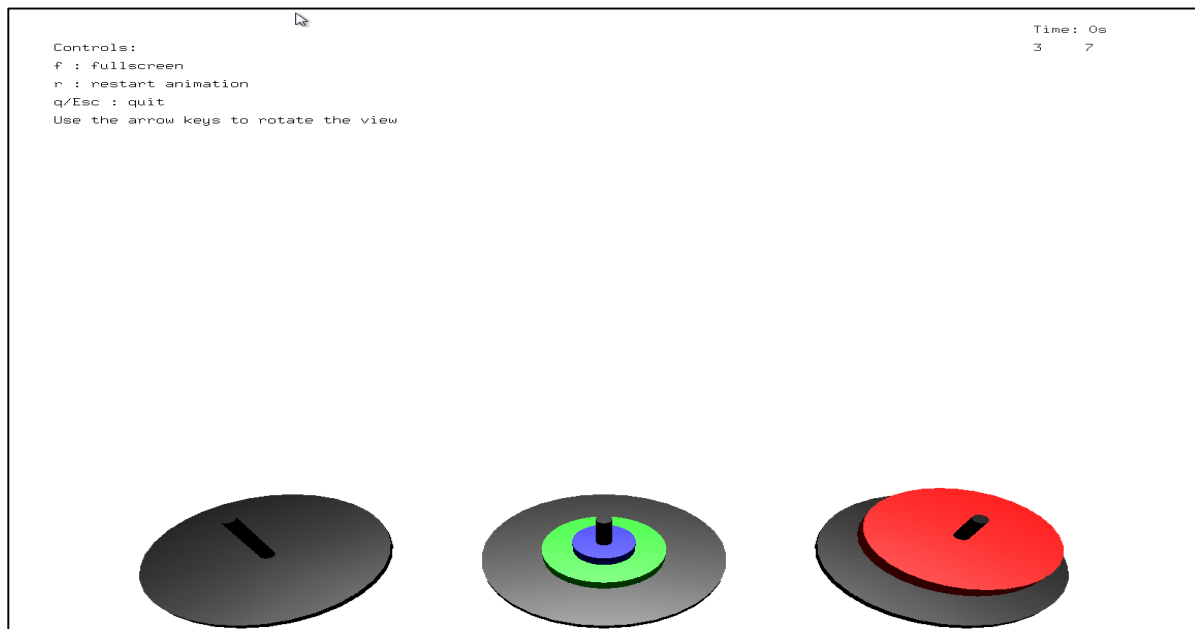 Time: 0s
3 7
Controls:
f : fullscreen
r : restart animation
q/Esc : quit
Use the arrow keys to rotate the view